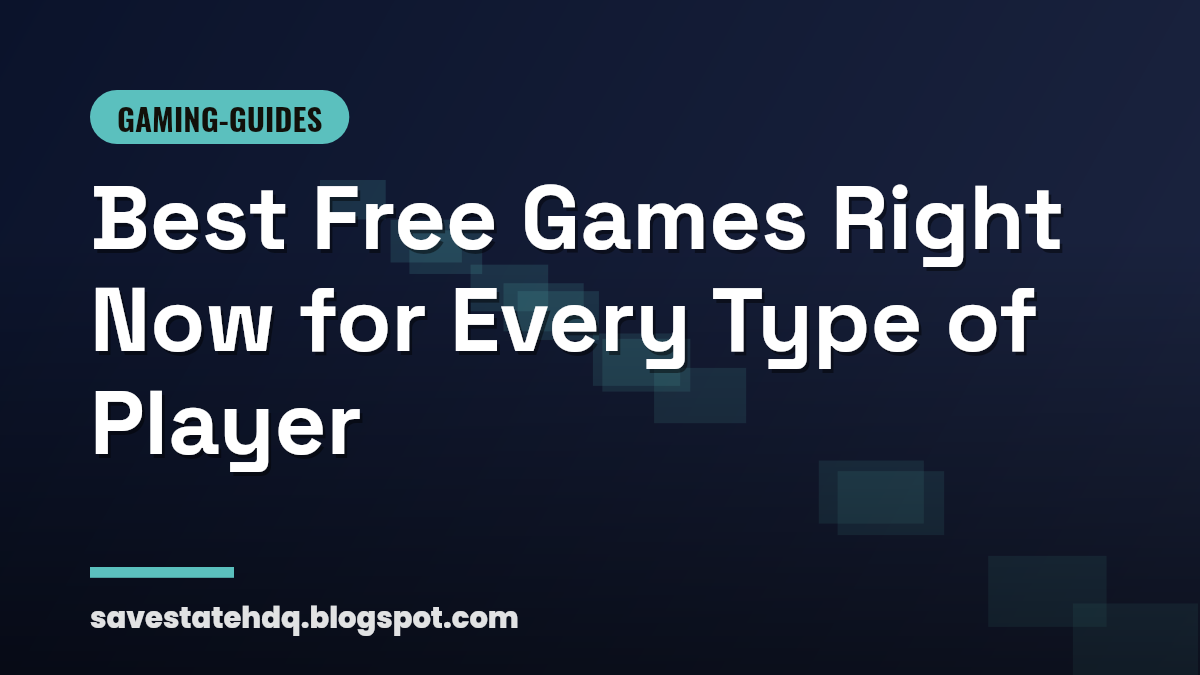 GAMING-GUIDES
Best Free Games Right
Now for Every Type of
Player
savestatehdq.blogspot.com